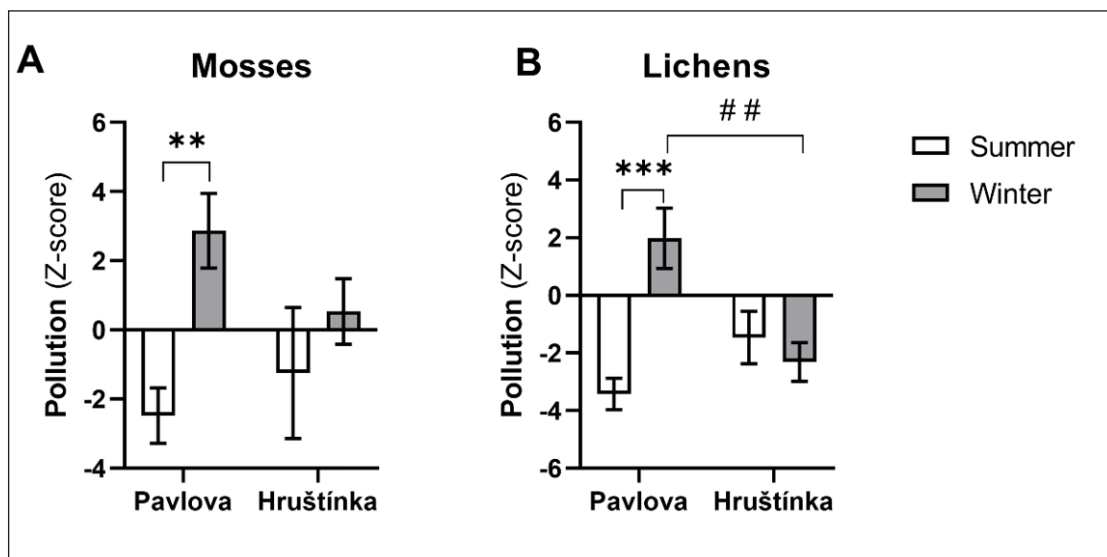 A Mosses
Pollution (Z-score)
6
4
2
0
-2
-4
**
Pavlova Hruštínka
B Lichens
Pollution (Z-score)
6
4
2
0
-2
-4
-6
***
# #
Pavlova Hruštínka
Summer
Winter